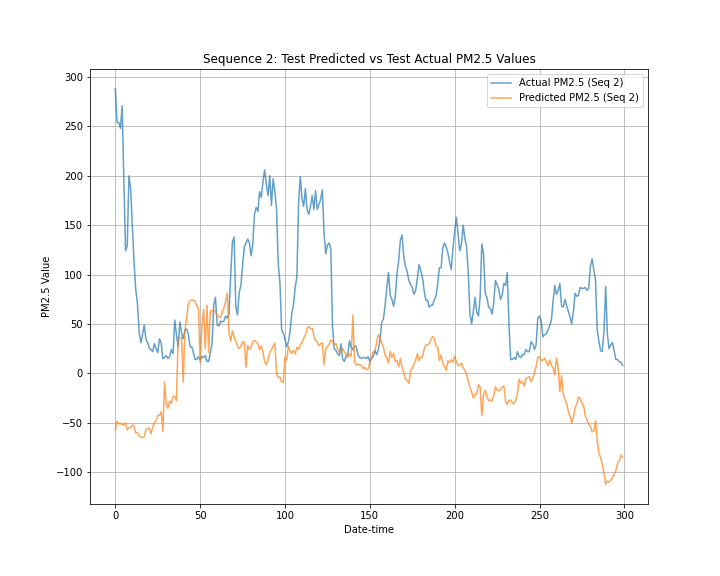 Sequence 2: Test Predicted vs Test Actual PM2.5 Values
Actual PM2.5 (Seq 2)
Predicted PM2.5 (Seq 2)
300
250
200
150
100
50
0
−50
−100
PM2.5 Value
0 50 100 150 200 250 300
Date-time